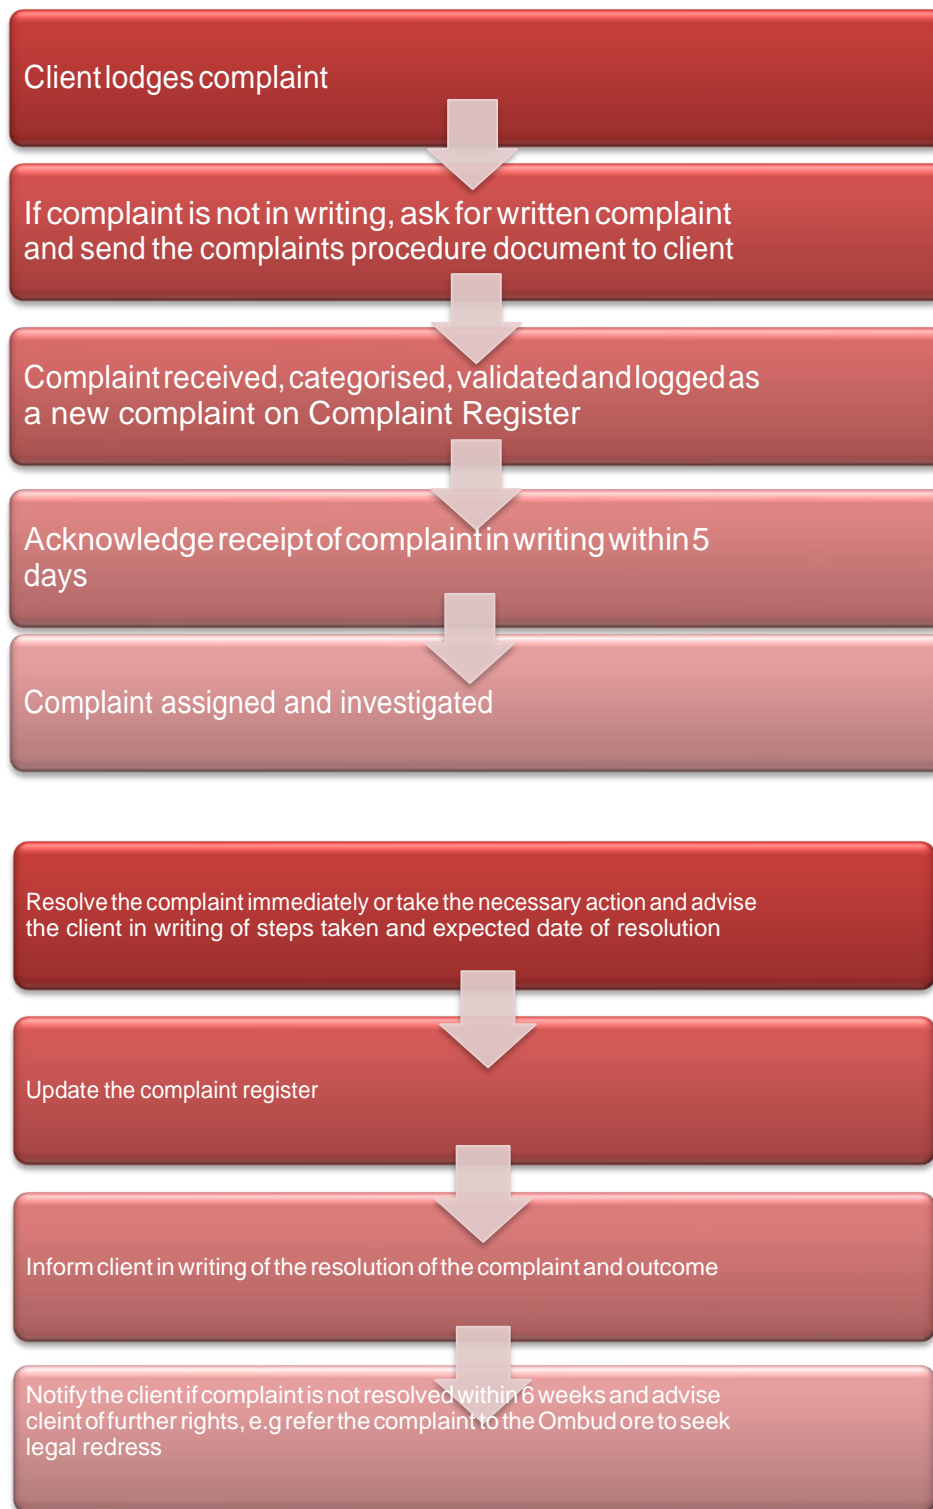 Client lodges complaint
If complaint is not in writing, ask for written complaint
and send the complaints procedure document to client
Complaint received, categorised, validated and logged as
a new complaint on Complaint Register
Acknowledge receipt of complaint in writing within 5
days
Complaint assigned and investigated
Resolve the complaint immediately or take the necessary action and advise
the client in writing of steps taken and expected date of resolution
Update the complaint register
Inform client in writing of the resolution of the complaint and outcome
Notify the client if complaint is not resolved within 6 weeks and advise
cleint of further rights, e.g refer the complaint to the Ombud ore to seek
legal redress